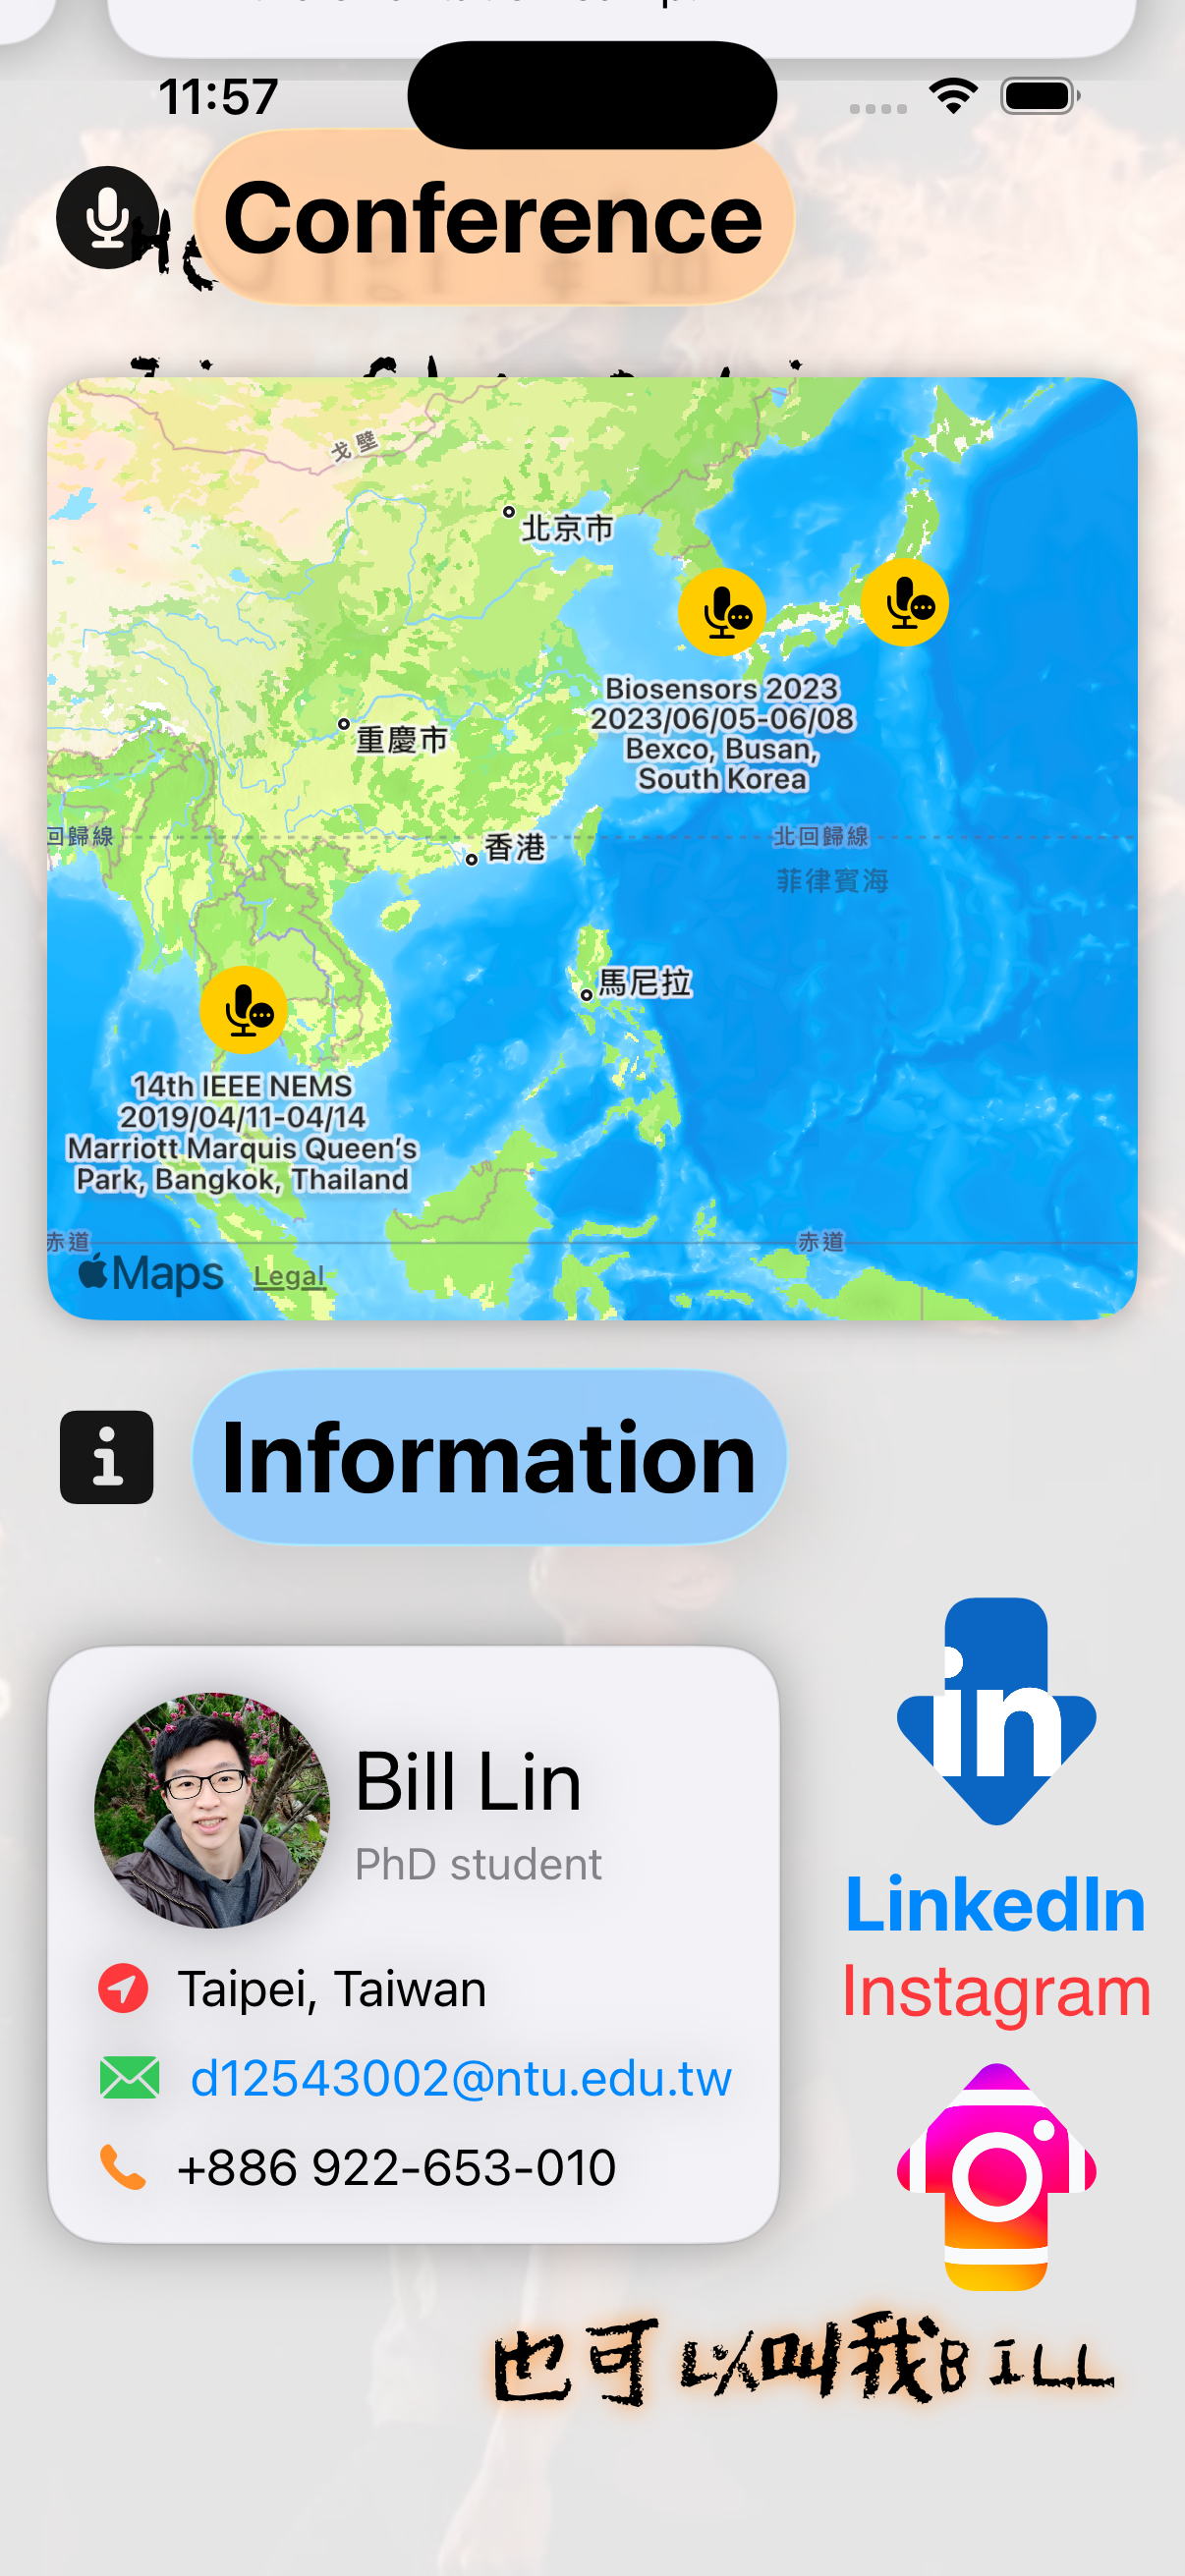 11:57
Conference
戈壁
北京市
Biosensors 2023
2023/06/05-06/08
Bexco, Busan,
South Korea
重慶市
回歸線
北回歸線
香港
菲律賓海
馬尼拉
14th IEEE NEMS
2019/04/11-04/14
Marriott Marquis Queen's
Park, Bangkok, Thailand
赤道
赤道
Maps Legal
Information
in
Bill Lin
PhD student
LinkedIn
Taipei, Taiwan
Instagram
d12543002@ntu.edu.tw
+886 922-653-010
也可以叫我BILL